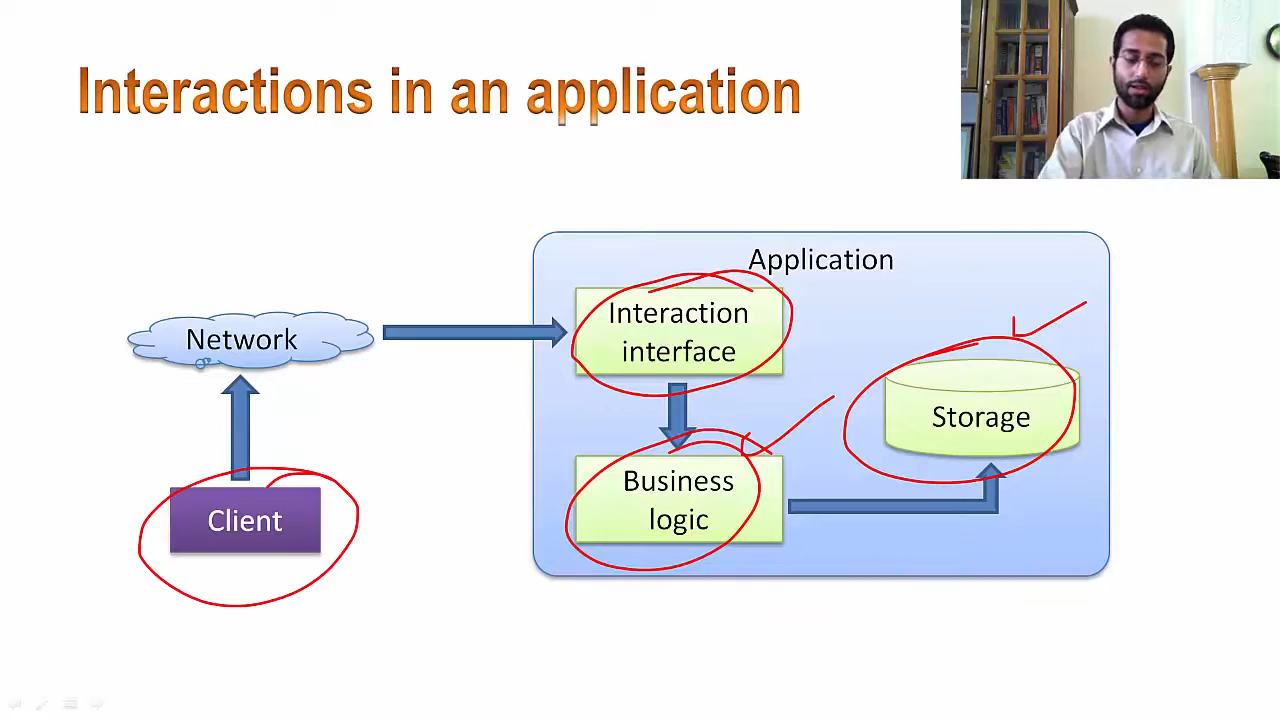 Interactions in an application
Application
Interaction
interface
Network
Storage
Business
logic
Client